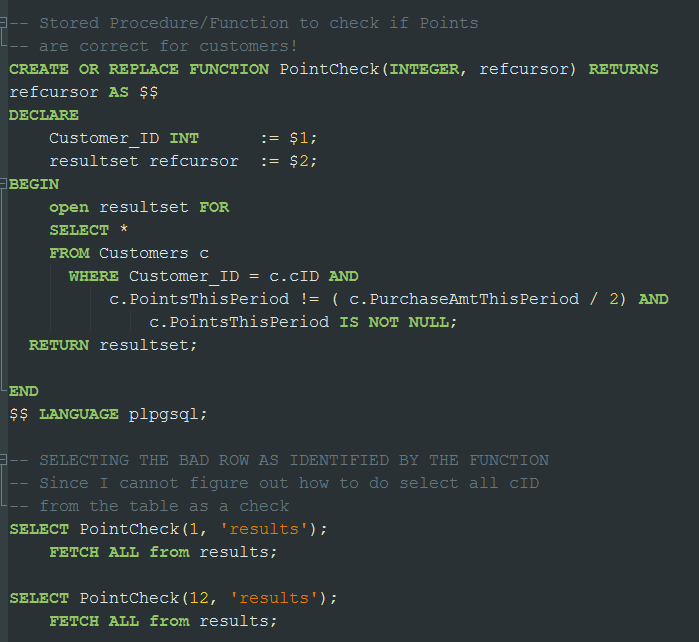 -- Stored Procedure/Function to check if Points
-- are correct for customers!
CREATE OR REPLACE FUNCTION PointCheck(INTEGER, refcursor) RETURNS
refcursor AS $$
DECLARE
    Customer_ID INT      := $1;
    resultset refcursor  := $2;
BEGIN
    open resultset FOR
    SELECT *
    FROM Customers c
      WHERE Customer_ID = c.cID AND
          c.PointsThisPeriod != ( c.PurchaseAmtThisPeriod / 2) AND
              c.PointsThisPeriod IS NOT NULL;
  RETURN resultset;

END
$$ LANGUAGE plpgsql;

-- SELECTING THE BAD ROW AS IDENTIFIED BY THE FUNCTION
-- Since I cannot figure out how to do select all cID
-- from the table as a check
SELECT PointCheck(1, 'results');
    FETCH ALL from results;

SELECT PointCheck(12, 'results');
    FETCH ALL from results;